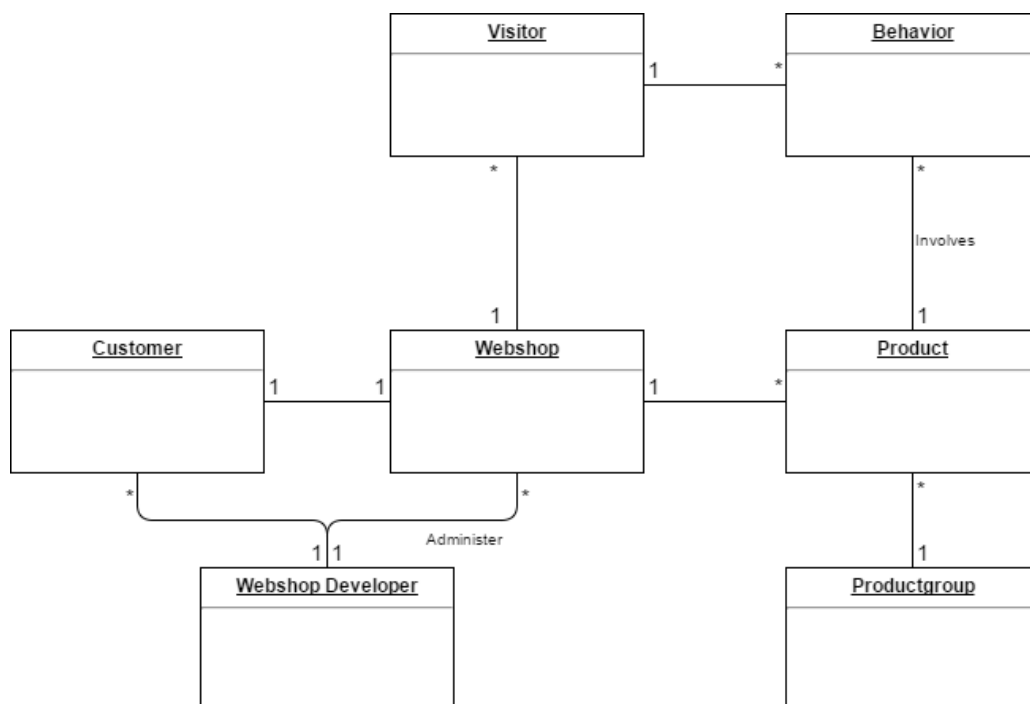 Visitor
Behavior
1
*
*
*
Involves
1
1
Customer
Webshop
Product
1
1
1
*
*
*
*
Administer
1
1
1
Webshop Developer
Productgroup